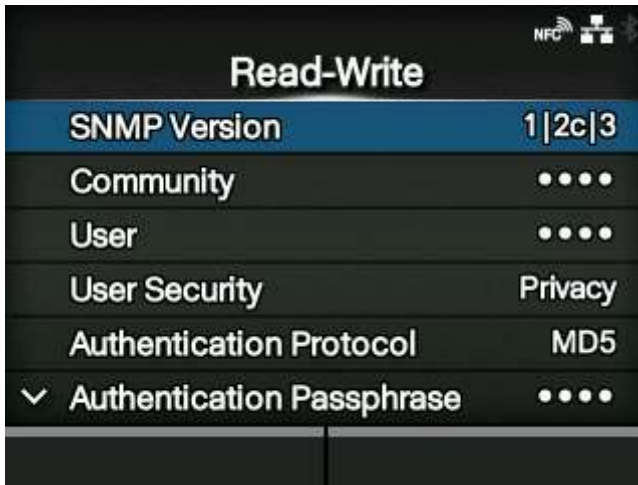 NFC
Read-Write
SNMP Version 1|2c|3
Community ••••
User ••••
User Security Privacy
Authentication Protocol MD5
Authentication Passphrase ••••